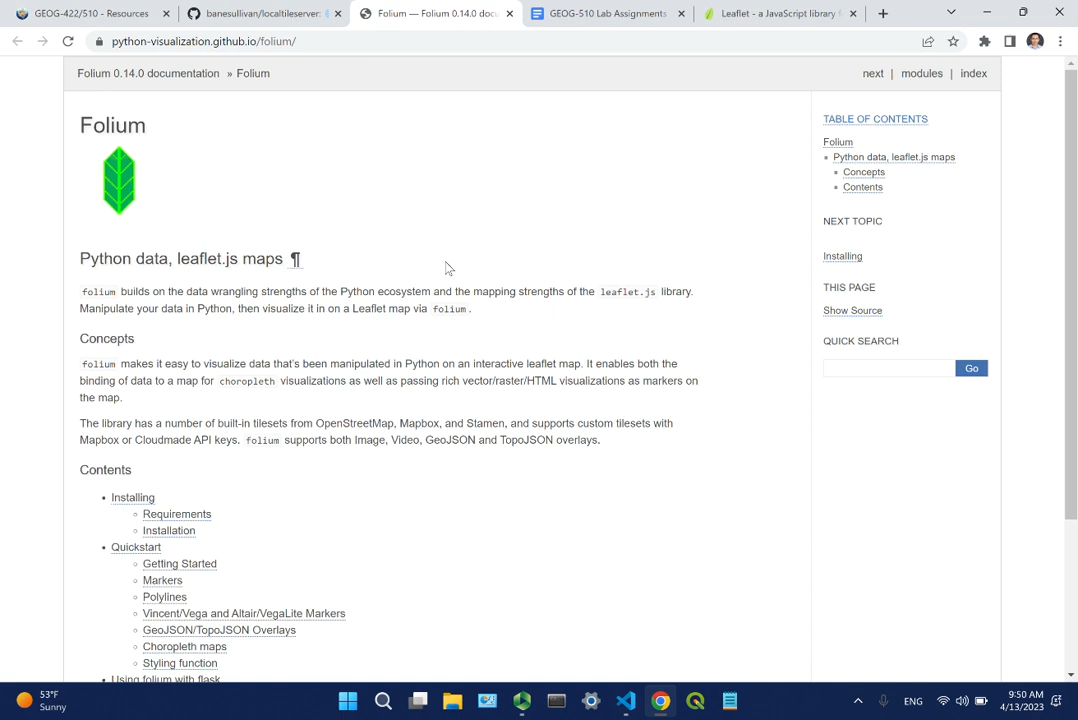 GEOG-422/510 - Resources
banesullivan/localtileserver:
Folium — Folium 0.14.0 docu
GEOG-510 Lab Assignments
Leaflet - a JavaScript library f
python-visualization.github.io/folium/
Folium 0.14.0 documentation » Folium
next | modules | index
Folium
Python data, leaflet.js maps ¶
folium builds on the data wrangling strengths of the Python ecosystem and the mapping strengths of the leaflet.js library.
Manipulate your data in Python, then visualize it in on a Leaflet map via folium.
Concepts
folium makes it easy to visualize data that's been manipulated in Python on an interactive leaflet map. It enables both the
binding of data to a map for choropleth visualizations as well as passing rich vector/raster/HTML visualizations as markers on
the map.
The library has a number of built-in tilesets from OpenStreetMap, Mapbox, and Stamen, and supports custom tilesets with
Mapbox or Cloudmade API keys. folium supports both Image, Video, GeoJSON and TopoJSON overlays.
Contents
• Installing
◦ Requirements
◦ Installation
• Quickstart
◦ Getting Started
◦ Markers
◦ Polylines
◦ Vincent/Vega and Altair/VegaLite Markers
◦ GeoJSON/TopoJSON Overlays
◦ Choropleth maps
◦ Styling function
• Using folium with flask
TABLE OF CONTENTS
Folium
Python data, leaflet.js maps
Concepts
Contents
NEXT TOPIC
Installing
THIS PAGE
Show Source
QUICK SEARCH
Go
53°F
Sunny
ENG
9:50 AM
4/13/2023